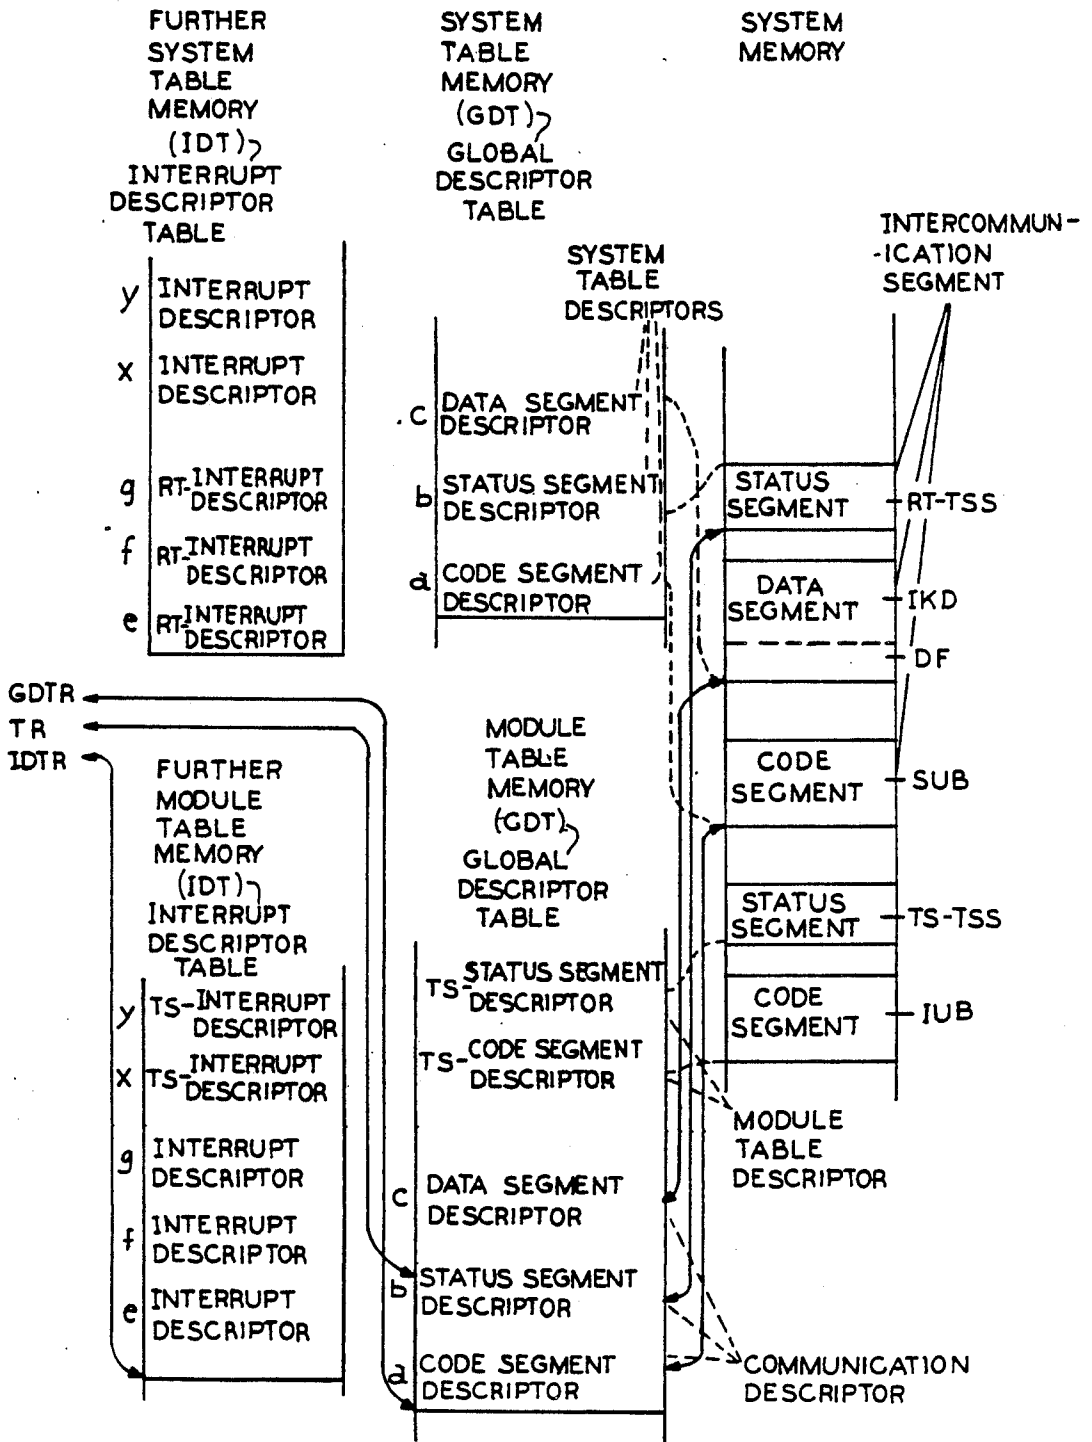 FURTHER
SYSTEM
TABLE
MEMORY
(IDT)
INTERRUPT
DESCRIPTOR
TABLE
SYSTEM
TABLE
MEMORY
(GDT)
GLOBAL
DESCRIPTOR
TABLE
SYSTEM
MEMORY
INTERCOMMUN-
-ICATION
SEGMENT
SYSTEM
TABLE
DESCRIPTORS
y INTERRUPT
DESCRIPTOR
x INTERRUPT
DESCRIPTOR
g RT-INTERRUPT
DESCRIPTOR
f RT-INTERRUPT
DESCRIPTOR
e RT-INTERRUPT
DESCRIPTOR
c DATA SEGMENT
DESCRIPTOR
b STATUS SEGMENT
DESCRIPTOR
a CODE SEGMENT
DESCRIPTOR
STATUS
SEGMENT
RT-TSS
DATA
SEGMENT
IKD
DF
CODE
SEGMENT
SUB
STATUS
SEGMENT
TS-TSS
CODE
SEGMENT
IUB
GDTR
TR
IDTR
FURTHER
MODULE
TABLE
MEMORY
(IDT)
INTERRUPT
DESCRIPTOR
TABLE
MODULE
TABLE
MEMORY
(GDT)
GLOBAL
DESCRIPTOR
TABLE
y TS-INTERRUPT
DESCRIPTOR
x TS-INTERRUPT
DESCRIPTOR
g INTERRUPT
DESCRIPTOR
f INTERRUPT
DESCRIPTOR
e INTERRUPT
DESCRIPTOR
TS-STATUS SEGMENT
DESCRIPTOR
TS-CODE SEGMENT
DESCRIPTOR
c DATA SEGMENT
DESCRIPTOR
b STATUS SEGMENT
DESCRIPTOR
a CODE SEGMENT
DESCRIPTOR
MODULE
TABLE
DESCRIPTOR
COMMUNICATION
DESCRIPTOR